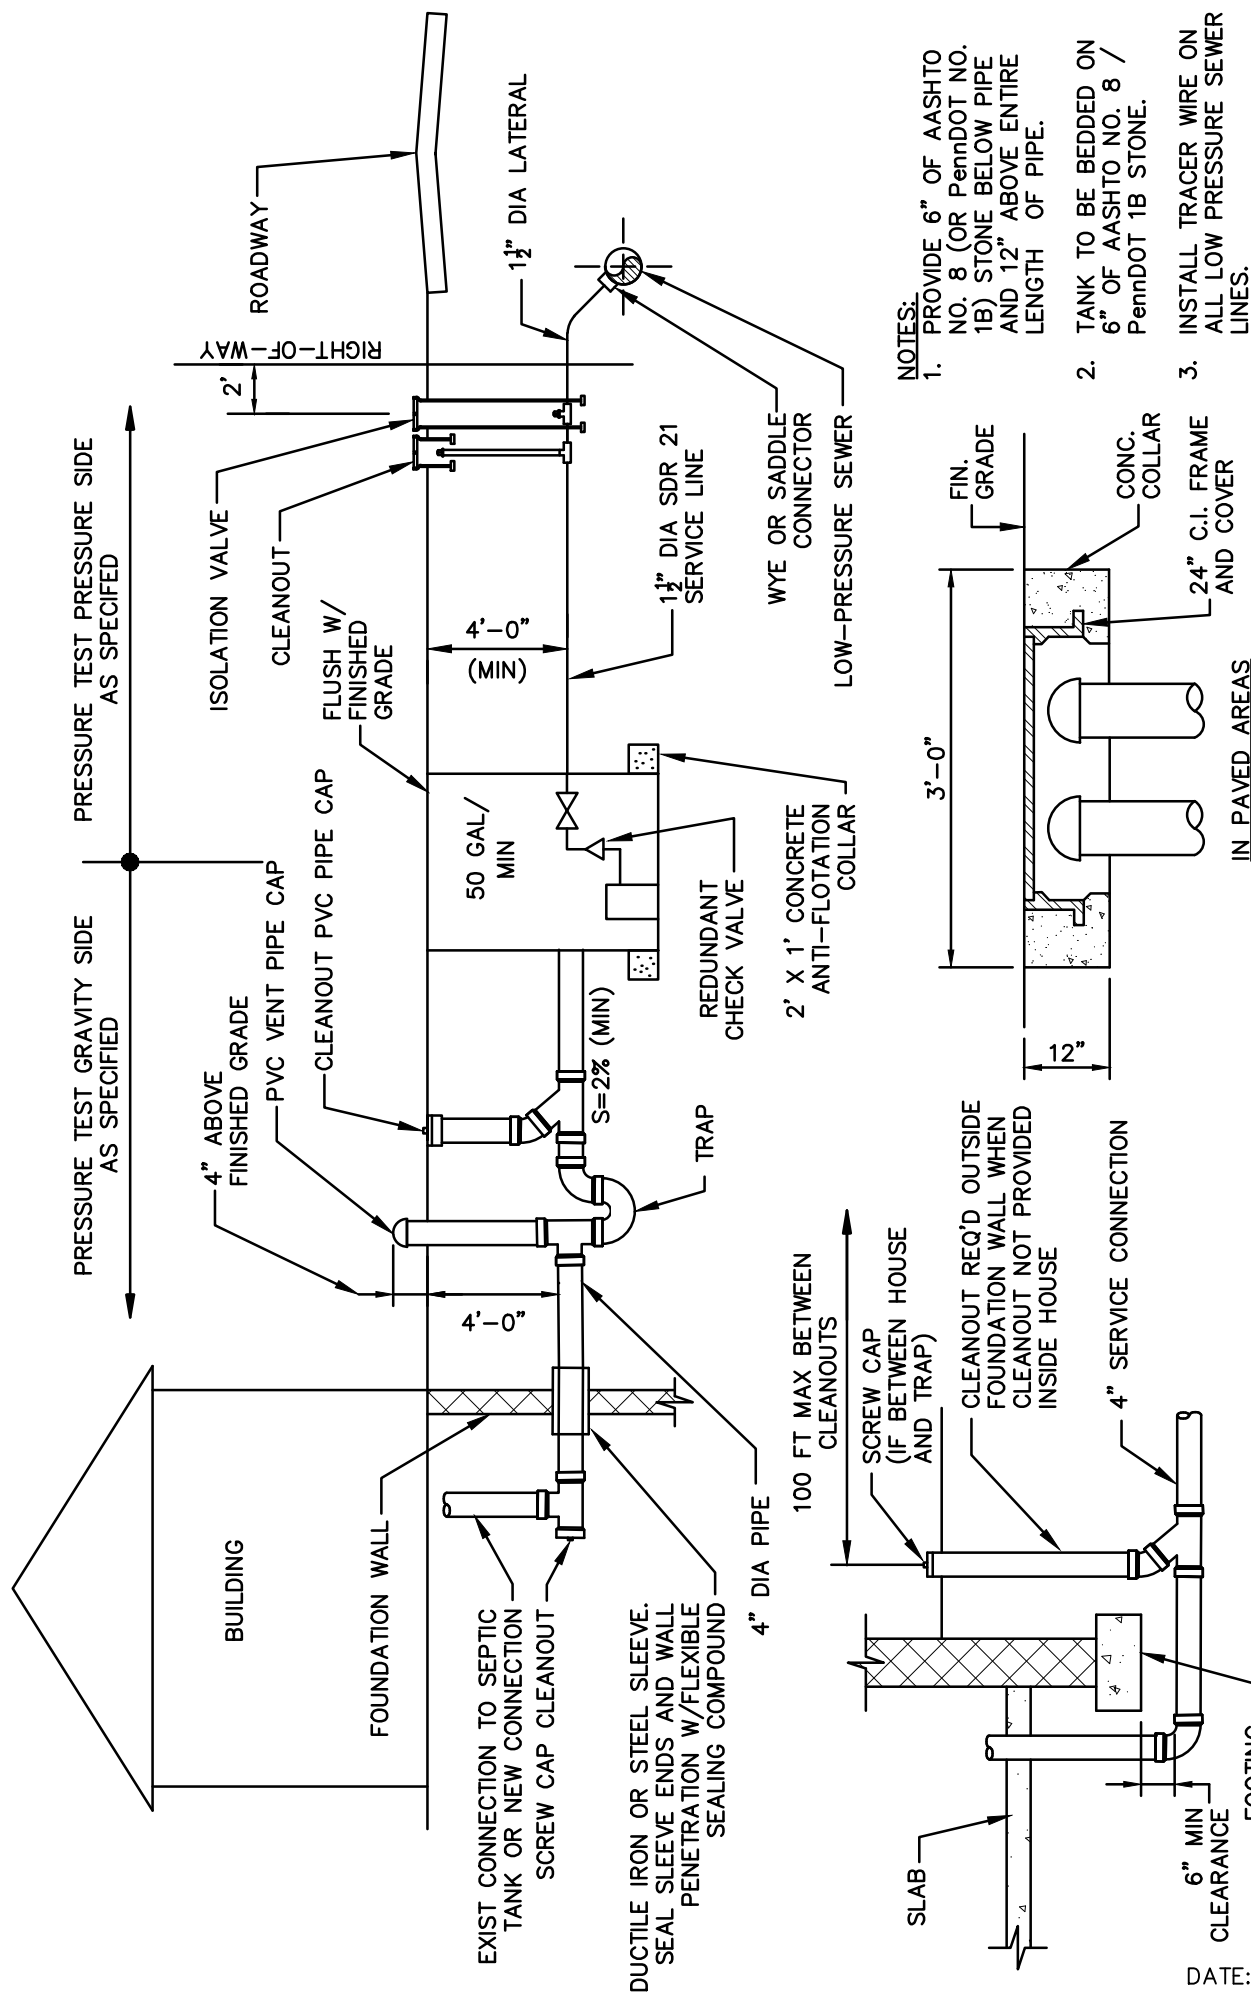 PRESSURE TEST GRAVITY SIDE
AS SPECIFIED
PRESSURE TEST PRESSURE SIDE
AS SPECIFED
BUILDING
4" ABOVE
FINISHED GRADE
PVC VENT PIPE CAP
CLEANOUT PVC PIPE CAP
FLUSH W/
FINISHED
GRADE
ISOLATION VALVE
CLEANOUT
2'
RIGHT-OF-WAY
ROADWAY
FOUNDATION WALL
4'-0"
50 GAL/
MIN
4'-0"
(MIN)
1½" DIA LATERAL
EXIST CONNECTION TO SEPTIC
TANK OR NEW CONNECTION
SCREW CAP CLEANOUT
DUCTILE IRON OR STEEL SLEEVE.
SEAL SLEEVE ENDS AND WALL
PENETRATION W/FLEXIBLE
SEALING COMPOUND
4" DIA PIPE
TRAP
S=2% (MIN)
REDUNDANT
CHECK VALVE
2' X 1' CONCRETE
ANTI-FLOTATION
COLLAR
1½" DIA SDR 21
SERVICE LINE
WYE OR SADDLE
CONNECTOR
LOW-PRESSURE SEWER
100 FT MAX BETWEEN
CLEANOUTS
SCREW CAP
(IF BETWEEN HOUSE
AND TRAP)
CLEANOUT REQ'D OUTSIDE
FOUNDATION WALL WHEN
CLEANOUT NOT PROVIDED
INSIDE HOUSE
4" SERVICE CONNECTION
SLAB
6" MIN
CLEARANCE
FOOTING
3'-0"
12"
FIN.
GRADE
CONC.
COLLAR
24" C.I. FRAME
AND COVER
IN PAVED AREAS
NOTES:
1. PROVIDE 6" OF AASHTO
NO. 8 (OR PennDOT NO.
1B) STONE BELOW PIPE
AND 12" ABOVE ENTIRE
LENGTH OF PIPE.
2. TANK TO BE BEDDED ON
6" OF AASHTO NO. 8 /
PennDOT 1B STONE.
3. INSTALL TRACER WIRE ON
ALL LOW PRESSURE SEWER
LINES.
DATE: